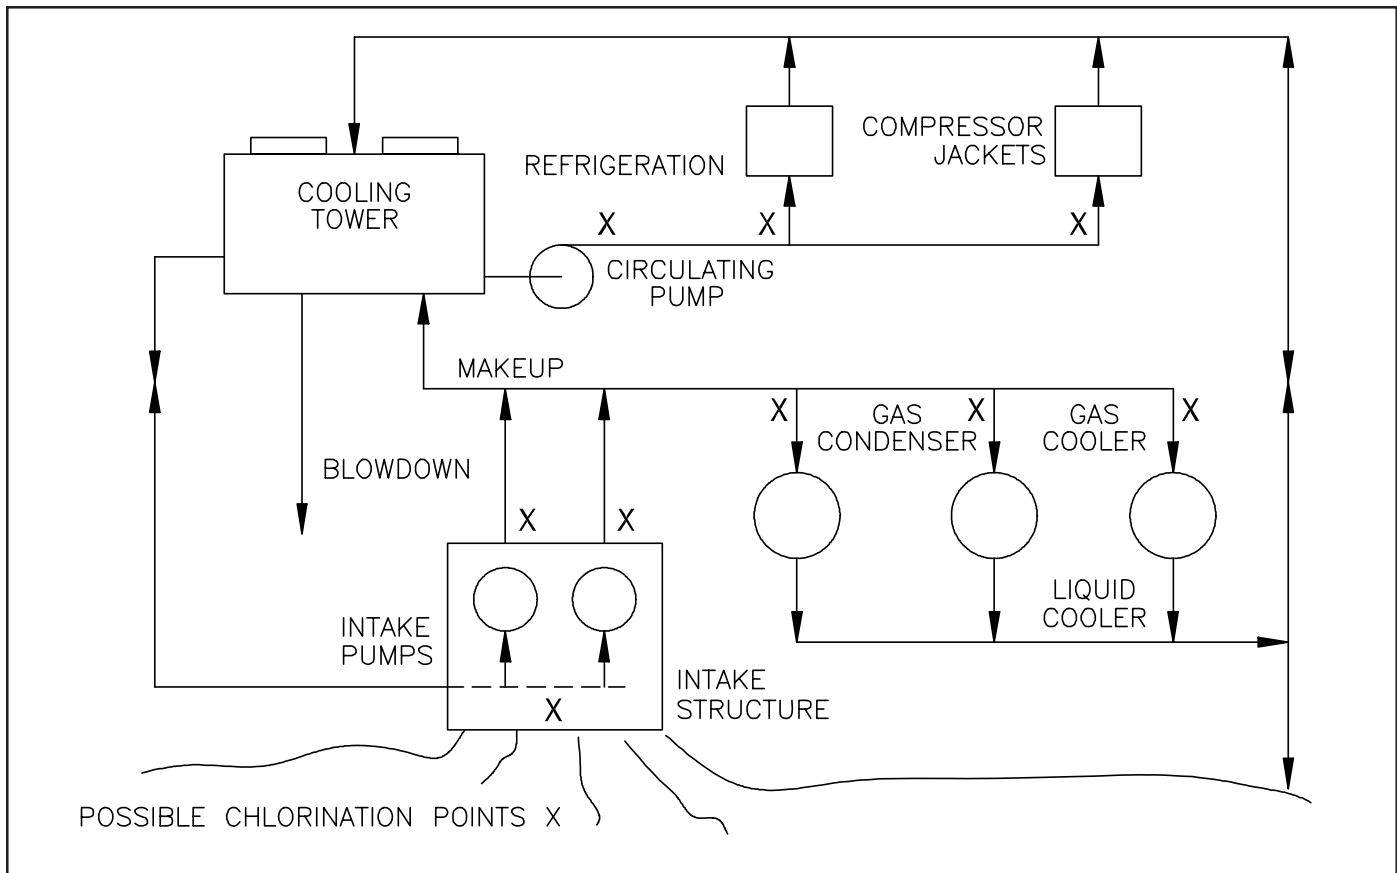 COMPRESSOR
JACKETS
REFRIGERATION
COOLING
TOWER
X
X
X
CIRCULATING
PUMP
MAKEUP
X
GAS
CONDENSER
X
GAS
COOLER
X
BLOWDOWN
X
X
LIQUID
COOLER
INTAKE
PUMPS
X
INTAKE
STRUCTURE
POSSIBLE CHLORINATION POINTS X